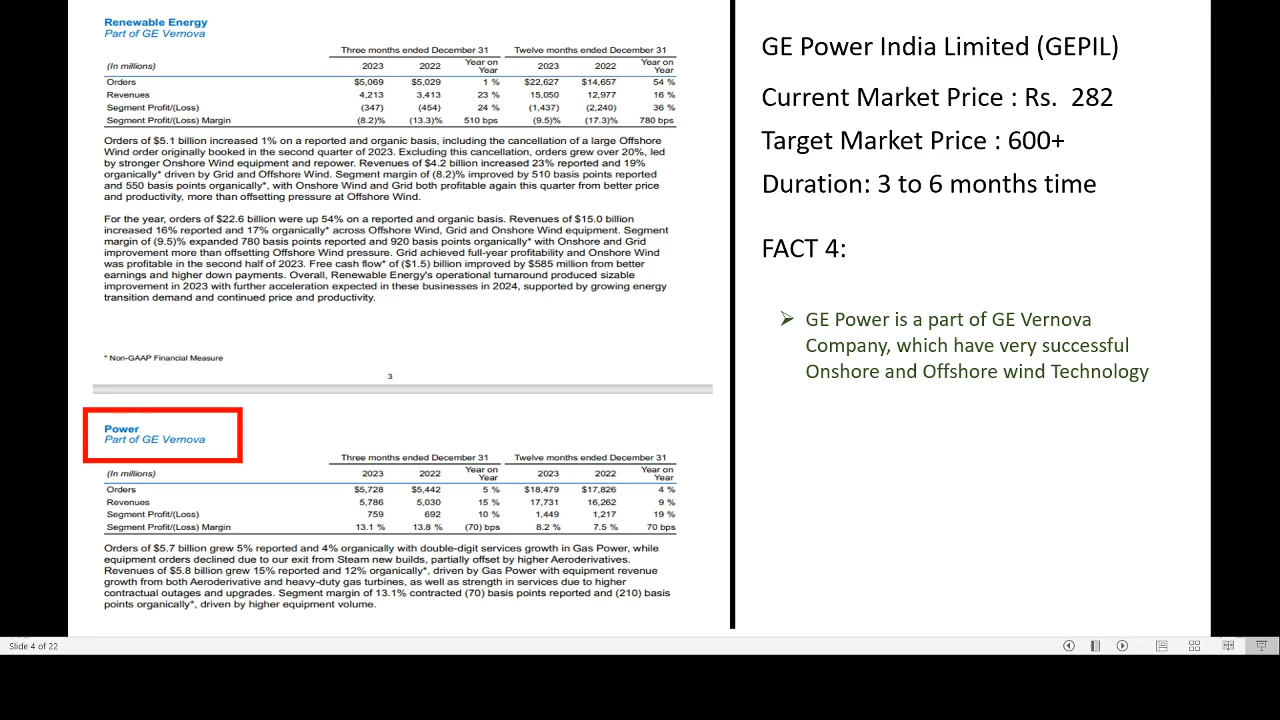 Renewable Energy
Part of GE Vernova
Three months ended December 31 Twelve months ended December 31
(In millions) 2023 2022 Year on Year 2023 2022 Year on Year
Orders $5,069 $5,029 1 % $22,627 $14,657 54 %
Revenues 4,213 3,413 23 % 15,050 12,977 16 %
Segment Profit/(Loss) (347) (454) 24 % (1,437) (2,240) 36 %
Segment Profit/(Loss) Margin (8.2)% (13.3)% 510 bps (9.5)% (17.3)% 780 bps
Orders of $5.1 billion increased 1% on a reported and organic basis, including the cancellation of a large Offshore
Wind order originally booked in the second quarter of 2023. Excluding this cancellation, orders grew over 20%, led
by stronger Onshore Wind equipment and repower. Revenues of $4.2 billion increased 23% reported and 19%
organically* driven by Grid and Offshore Wind. Segment margin of (8.2)% improved by 510 basis points reported
and 550 basis points organically*, with Onshore Wind and Grid both profitable again this quarter from better price
and productivity, more than offsetting pressure at Offshore Wind.
For the year, orders of $22.6 billion were up 54% on a reported and organic basis. Revenues of $15.0 billion
increased 16% reported and 17% organically* across Offshore Wind, Grid and Onshore Wind equipment. Segment
margin of (9.5)% expanded 780 basis points reported and 920 basis points organically* with Onshore and Grid
improvement more than offsetting Offshore Wind pressure. Grid achieved full-year profitability and Onshore Wind
was profitable in the second half of 2023. Free cash flow* of ($1.5) billion improved by $585 million from better
earnings and higher down payments. Overall, Renewable Energy's operational turnaround produced sizable
improvement in 2023 with further acceleration expected in these businesses in 2024, supported by growing energy
transition demand and continued price and productivity.
* Non-GAAP Financial Measure
3
Power
Part of GE Vernova
Three months ended December 31 Twelve months ended December 31
(In millions) 2023 2022 Year on Year 2023 2022 Year on Year
Orders $5,728 $5,442 5 % $18,479 $17,826 4 %
Revenues 5,786 5,030 15 % 17,731 16,262 9 %
Segment Profit/(Loss) 759 692 10 % 1,449 1,217 19 %
Segment Profit/(Loss) Margin 13.1 % 13.8 % (70) bps 8.2 % 7.5 % 70 bps
Orders of $5.7 billion grew 5% reported and 4% organically with double-digit services growth in Gas Power, while
equipment orders declined due to our exit from Steam new builds, partially offset by higher Aeroderivatives.
Revenues of $5.8 billion grew 15% reported and 12% organically*, driven by Gas Power with equipment revenue
growth from both Aeroderivative and heavy-duty gas turbines, as well as strength in services due to higher
contractual outages and upgrades. Segment margin of 13.1% contracted (70) basis points reported and (210) basis
points organically*, driven by higher equipment volume.
GE Power India Limited (GEPIL)
Current Market Price : Rs. 282
Target Market Price : 600+
Duration: 3 to 6 months time
FACT 4:
GE Power is a part of GE Vernova
Company, which have very successful
Onshore and Offshore wind Technology
Slide 4 of 22